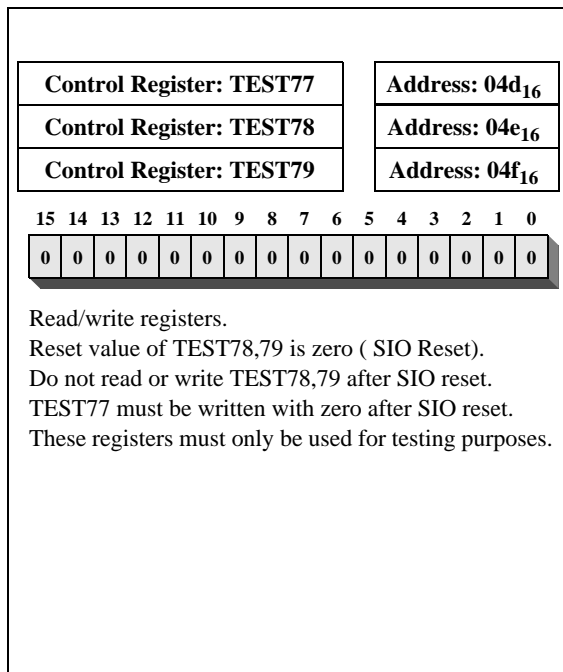 Control Register: TEST77 Address: 04d16
Control Register: TEST78 Address: 04e16
Control Register: TEST79 Address: 04f16
15 14 13 12 11 10 9 8 7 6 5 4 3 2 1 0
0 0 0 0 0 0 0 0 0 0 0 0 0 0 0 0
Read/write registers.
Reset value of TEST78,79 is zero ( SIO Reset).
Do not read or write TEST78,79 after SIO reset.
TEST77 must be written with zero after SIO reset.
These registers must only be used for testing purposes.